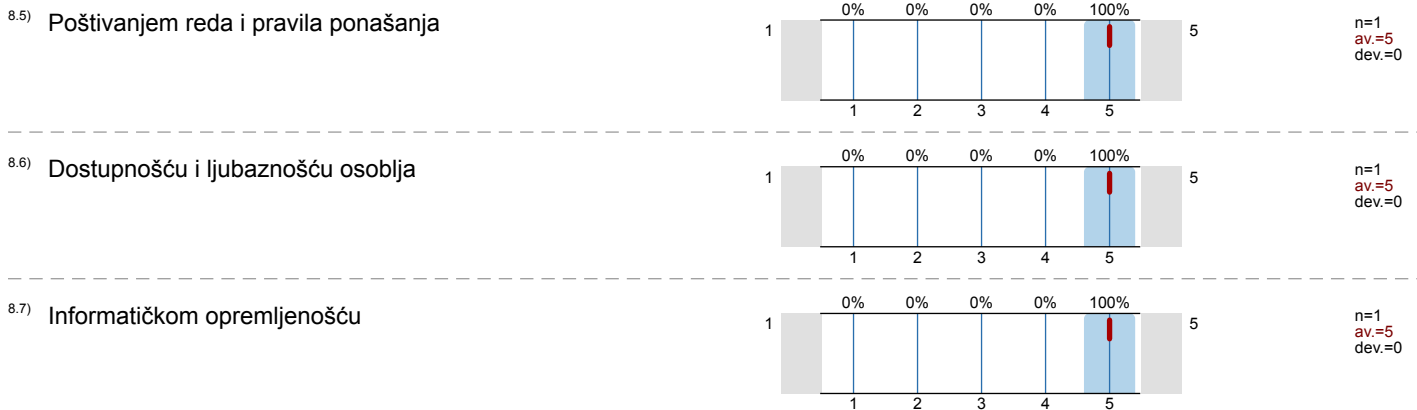 8.5) Poštivanjem reda i pravila ponašanja
0% 0% 0% 0% 100%
1 5
1 2 3 4 5
n=1
av.=5
dev.=0
8.6) Dostupnošću i ljubaznošću osoblja
0% 0% 0% 0% 100%
1 5
1 2 3 4 5
n=1
av.=5
dev.=0
8.7) Informatičkom opremljenošću
0% 0% 0% 0% 100%
1 5
1 2 3 4 5
n=1
av.=5
dev.=0